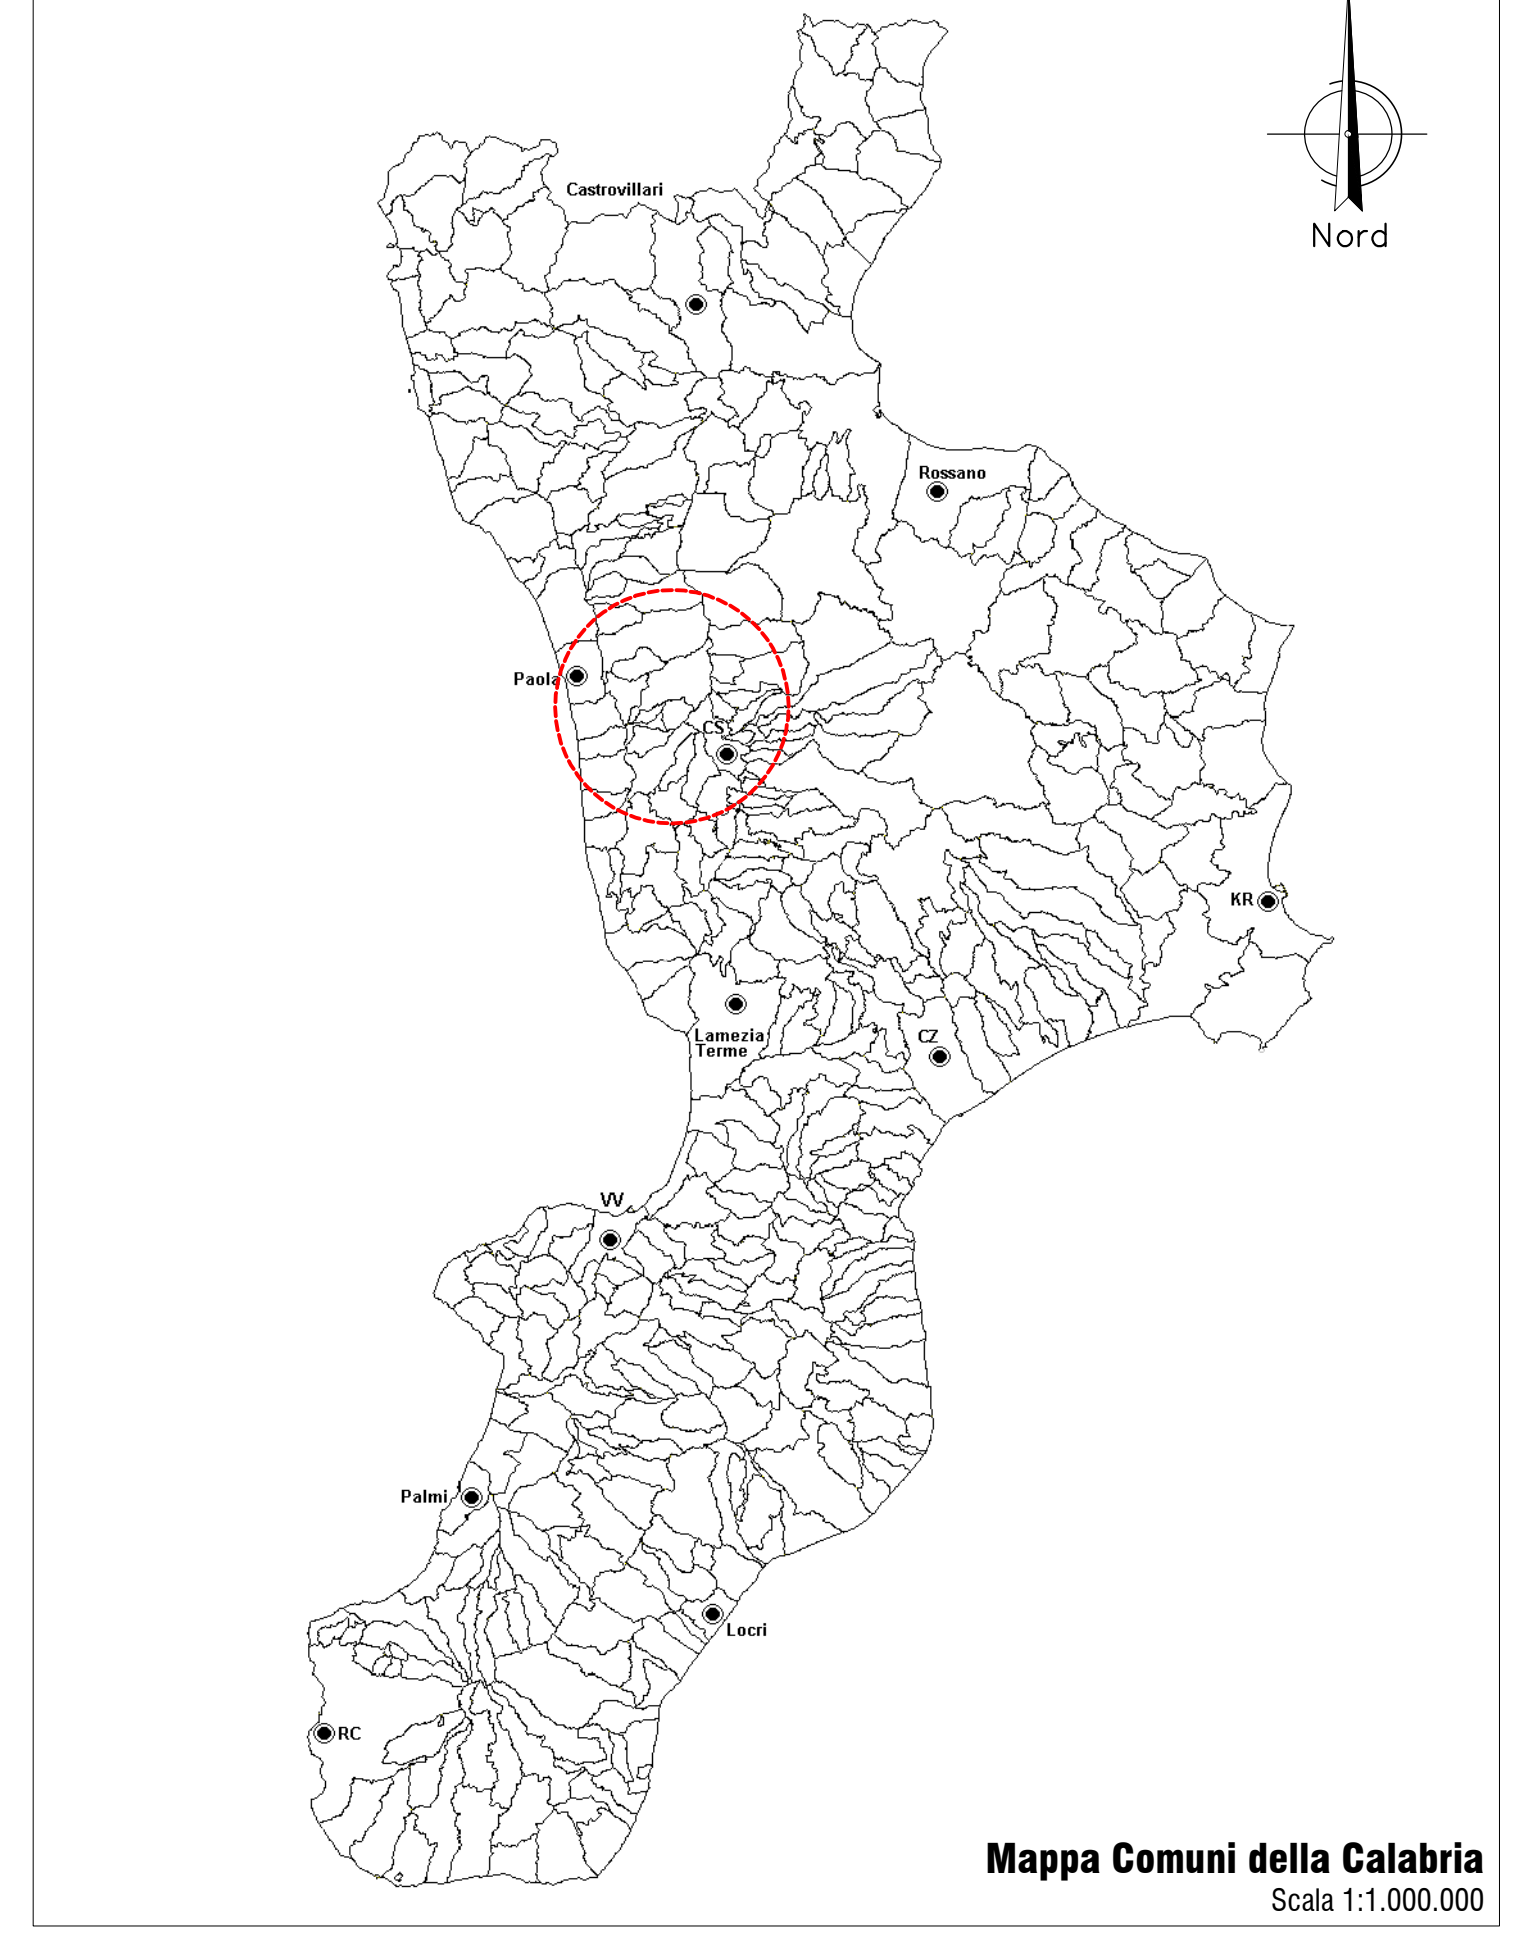 Nord
Castrovillari
Rossano
Paola
CS
KR
Lamezia
Terme
CZ
VV
Palmi
Locri
RC
Mappa Comuni della Calabria
Scala 1:1.000.000